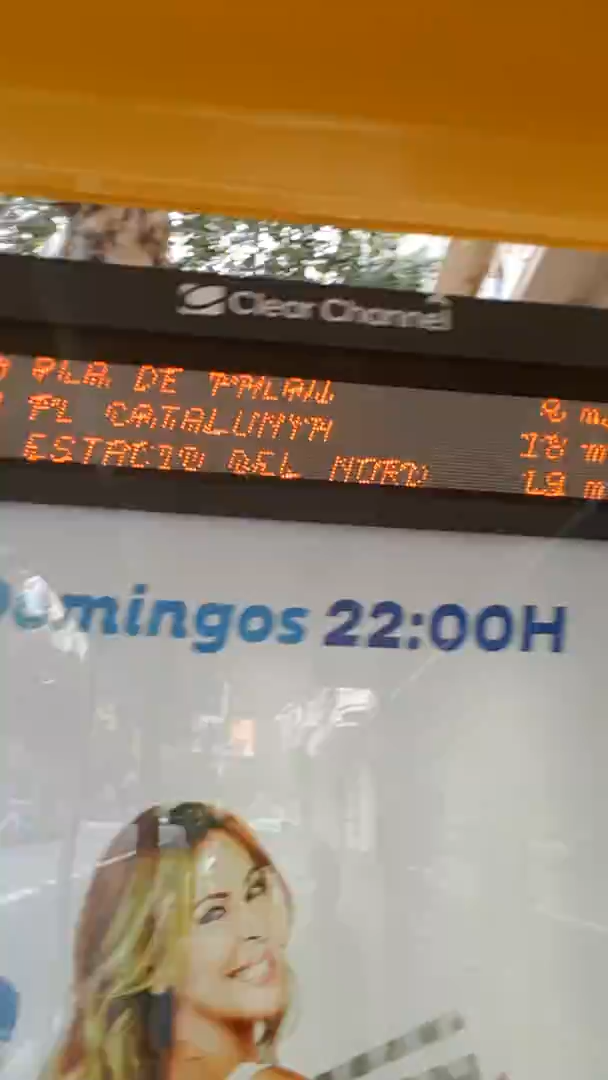 Clear Channel
PLA DE PALAU
PL CATALUNYA 18 m
ESTACIO DEL NORD 19 m
Domingos 22:00H